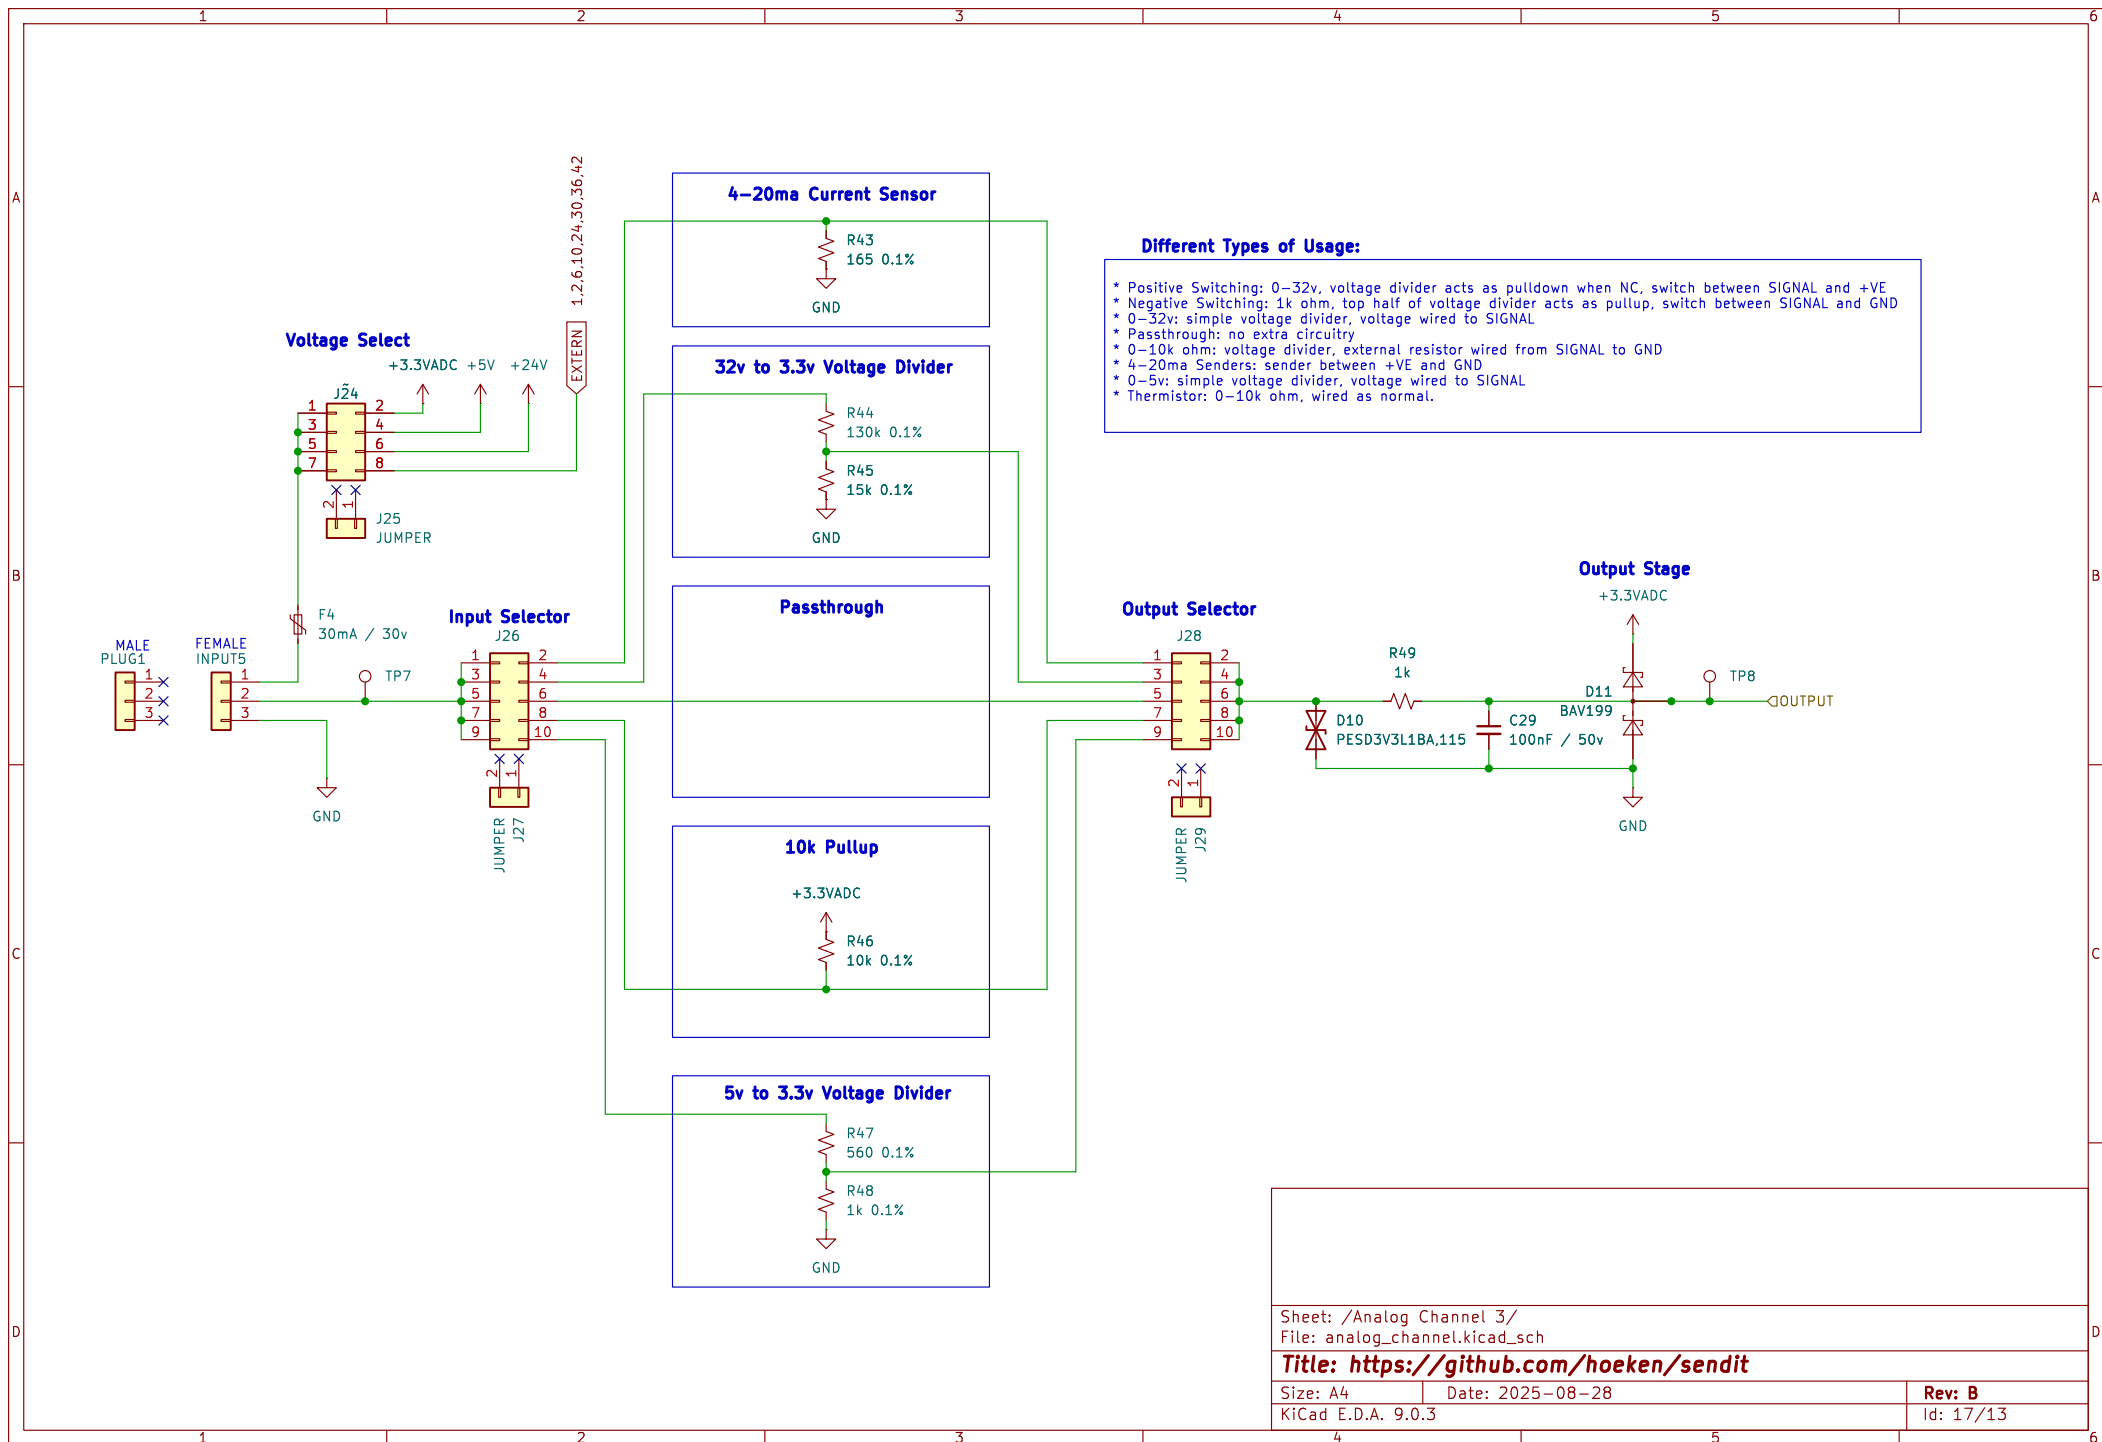 1 2 3 4 5 6
A A
B B
C C
D D
1 2 3 4 5 6
1,2,6,10,24,30,36,42
EXTERN
Voltage Select
+3.3VADC +5V +24V
~
J24
1 2
3 4
5 6
7 8
2 1
J25
JUMPER
F4
30mA / 30v
MALE
PLUG1
1
2
3
FEMALE
INPUT5
1
2
3
GND
TP7
Input Selector
J26
1 2
3 4
5 6
7 8
9 10
2 1
JUMPER
J27
4-20ma Current Sensor
R43
165 0.1%
GND
32v to 3.3v Voltage Divider
R44
130k 0.1%
R45
15k 0.1%
GND
Passthrough
10k Pullup
+3.3VADC
R46
10k 0.1%
5v to 3.3v Voltage Divider
R47
560 0.1%
R48
1k 0.1%
GND
Different Types of Usage:
* Positive Switching: 0-32v, voltage divider acts as pulldown when NC, switch between SIGNAL and +VE
* Negative Switching: 1k ohm, top half of voltage divider acts as pullup, switch between SIGNAL and GND
* 0-32v: simple voltage divider, voltage wired to SIGNAL
* Passthrough: no extra circuitry
* 0-10k ohm: voltage divider, external resistor wired from SIGNAL to GND
* 4-20ma Senders: sender between +VE and GND
* 0-5v: simple voltage divider, voltage wired to SIGNAL
* Thermistor: 0-10k ohm, wired as normal.
Output Selector
J28
1 2
3 4
5 6
7 8
9 10
2 1
JUMPER
J29
R49
1k
D10
PESD3V3L1BA,115
C29
100nF / 50v
Output Stage
+3.3VADC
D11
BAV199
GND
TP8
OUTPUT
Sheet: /Analog Channel 3/
File: analog_channel.kicad_sch
Title: https://github.com/hoeken/sendit
Size: A4 Date: 2025-08-28 Rev: B
KiCad E.D.A. 9.0.3 Id: 17/13